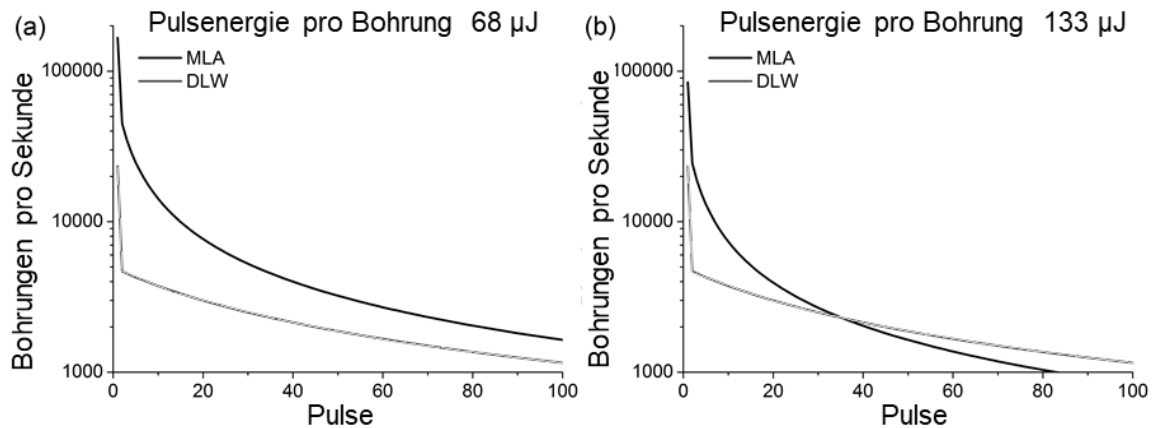 (a) Pulsenergie pro Bohrung 68 µJ
MLA
DLW
Bohrungen pro Sekunde
100000
10000
1000
0 20 40 60 80 100
Pulse
(b) Pulsenergie pro Bohrung 133 µJ
MLA
DLW
Bohrungen pro Sekunde
100000
10000
1000
0 20 40 60 80 100
Pulse